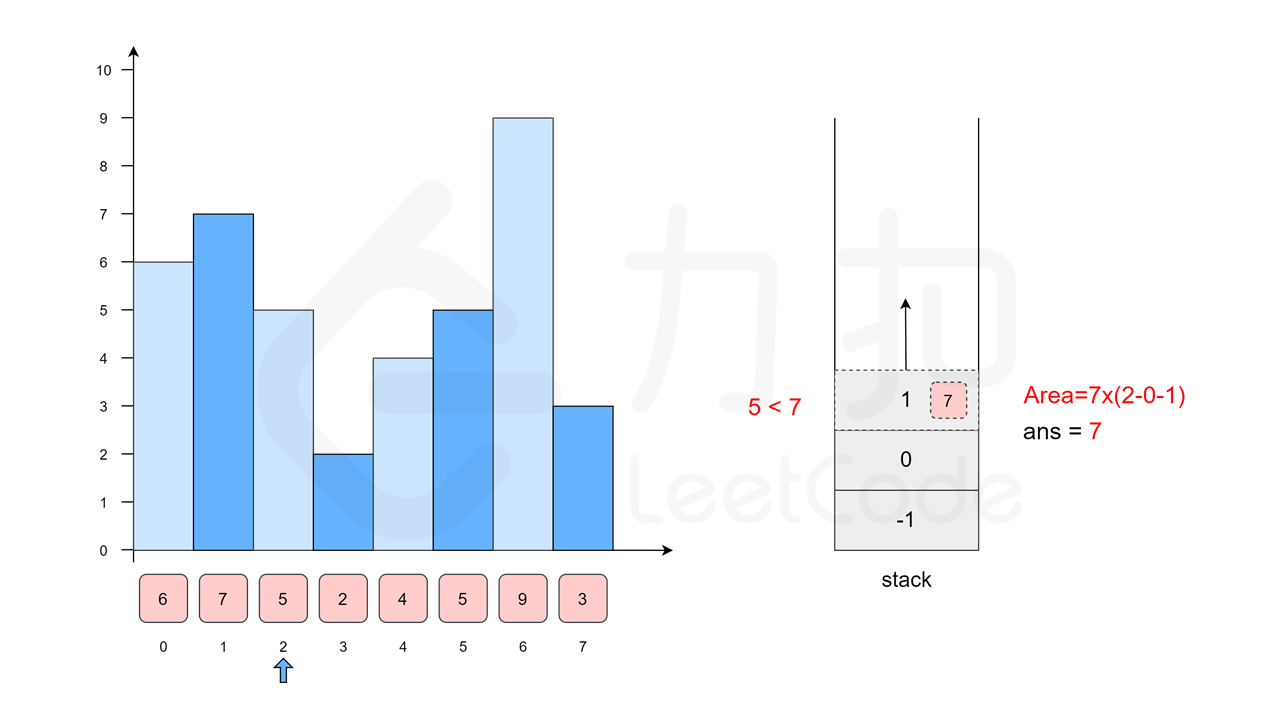 10
9
8
7
6
5
4
3
2
1
0
6 7 5 2 4 5 9 3
0 1 2 3 4 5 6 7
5 < 7
1 7
0
-1
stack
Area=7x(2-0-1)
ans = 7
力扣
LeetCode